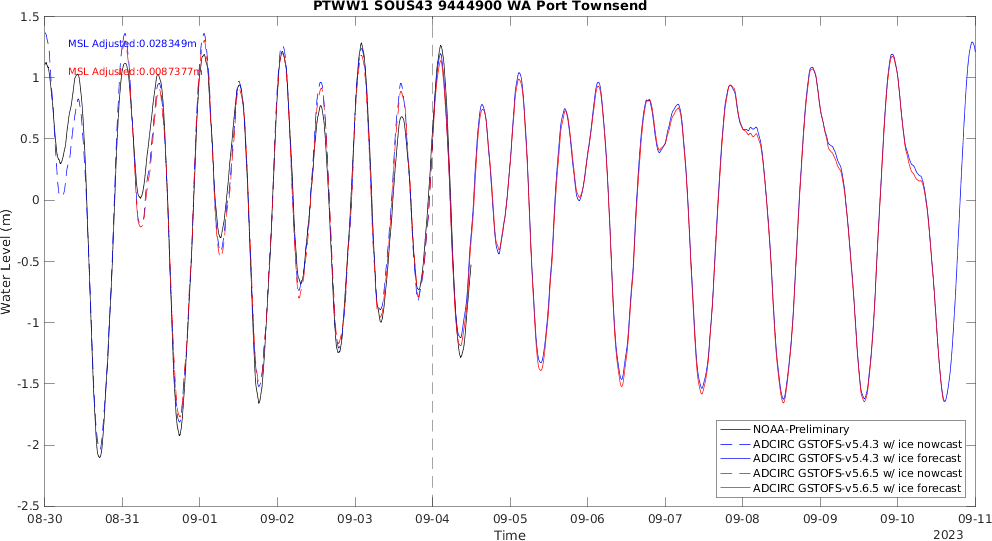 PTWW1 SOUS43 9444900 WA Port Townsend
MSL Adjusted:0.028349m
MSL Adjusted:0.0087377m
Water Level (m)
1.5
1
0.5
0
-0.5
-1
-1.5
-2
-2.5
NOAA-Preliminary
ADCIRC GSTOFS-v5.4.3 w/ ice nowcast
ADCIRC GSTOFS-v5.4.3 w/ ice forecast
ADCIRC GSTOFS-v5.6.5 w/ ice nowcast
ADCIRC GSTOFS-v5.6.5 w/ ice forecast
08-30 08-31 09-01 09-02 09-03 09-04 09-05 09-06 09-07 09-08 09-09 09-10 09-11
Time
2023